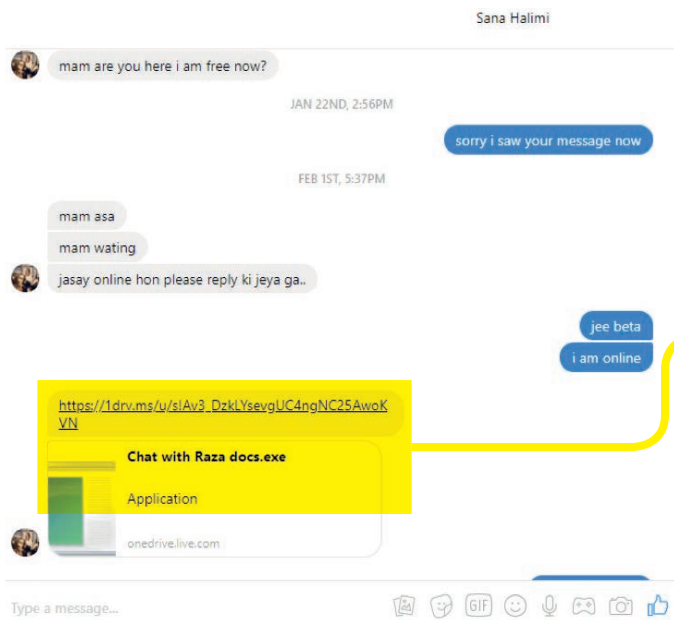 Sana Halimi
mam are you here i am free now?
JAN 22ND, 2:56PM
sorry i saw your message now
FEB 1ST, 5:37PM
mam asa
mam wating
jasay online hon please reply ki jeya ga..
jee beta
i am online
https://1drv.ms/u/s!Av3_DzkLYsevgUC4ngNC25AwoK
VN
Chat with Raza docs.exe
Application
onedrive.live.com
Type a message...
GIF